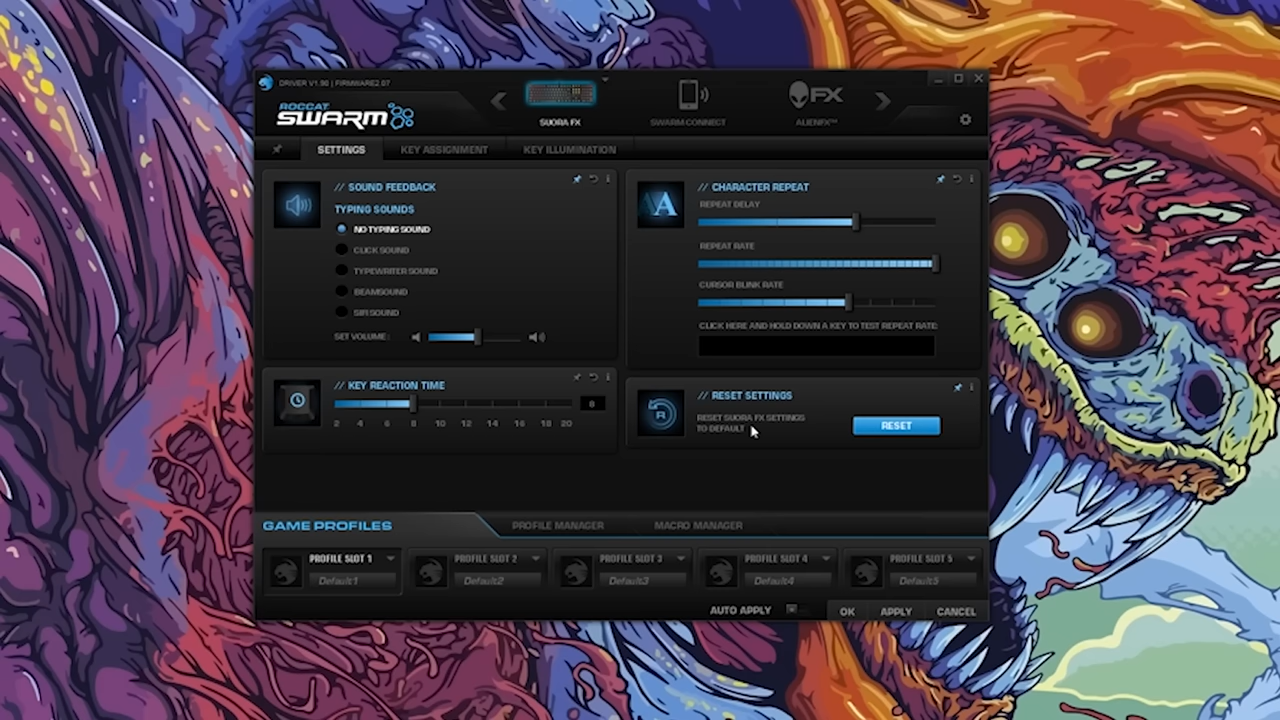 DRIVER V1.90 | FIRMWARE2.07
ROCCAT
SWARM
SUORA FX
SWARM CONNECT
FX
ALIENFX™
SETTINGS
KEY ASSIGNMENT
KEY ILLUMINATION
// SOUND FEEDBACK
TYPING SOUNDS
NO TYPING SOUND
CLICK SOUND
TYPEWRITER SOUND
BEAMSOUND
SIFI SOUND
SET VOLUME:
// KEY REACTION TIME
2 4 6 8 10 12 14 16 18 20
// CHARACTER REPEAT
A
REPEAT DELAY
REPEAT RATE
CURSOR BLINK RATE
CLICK HERE AND HOLD DOWN A KEY TO TEST REPEAT RATE:
// RESET SETTINGS
R
RESET SUORA FX SETTINGS
TO DEFAULT
RESET
GAME PROFILES
PROFILE MANAGER
MACRO MANAGER
PROFILE SLOT 1
Default1
PROFILE SLOT 2
Default2
PROFILE SLOT 3
Default3
PROFILE SLOT 4
Default4
PROFILE SLOT 5
Default5
AUTO APPLY
OK
APPLY
CANCEL